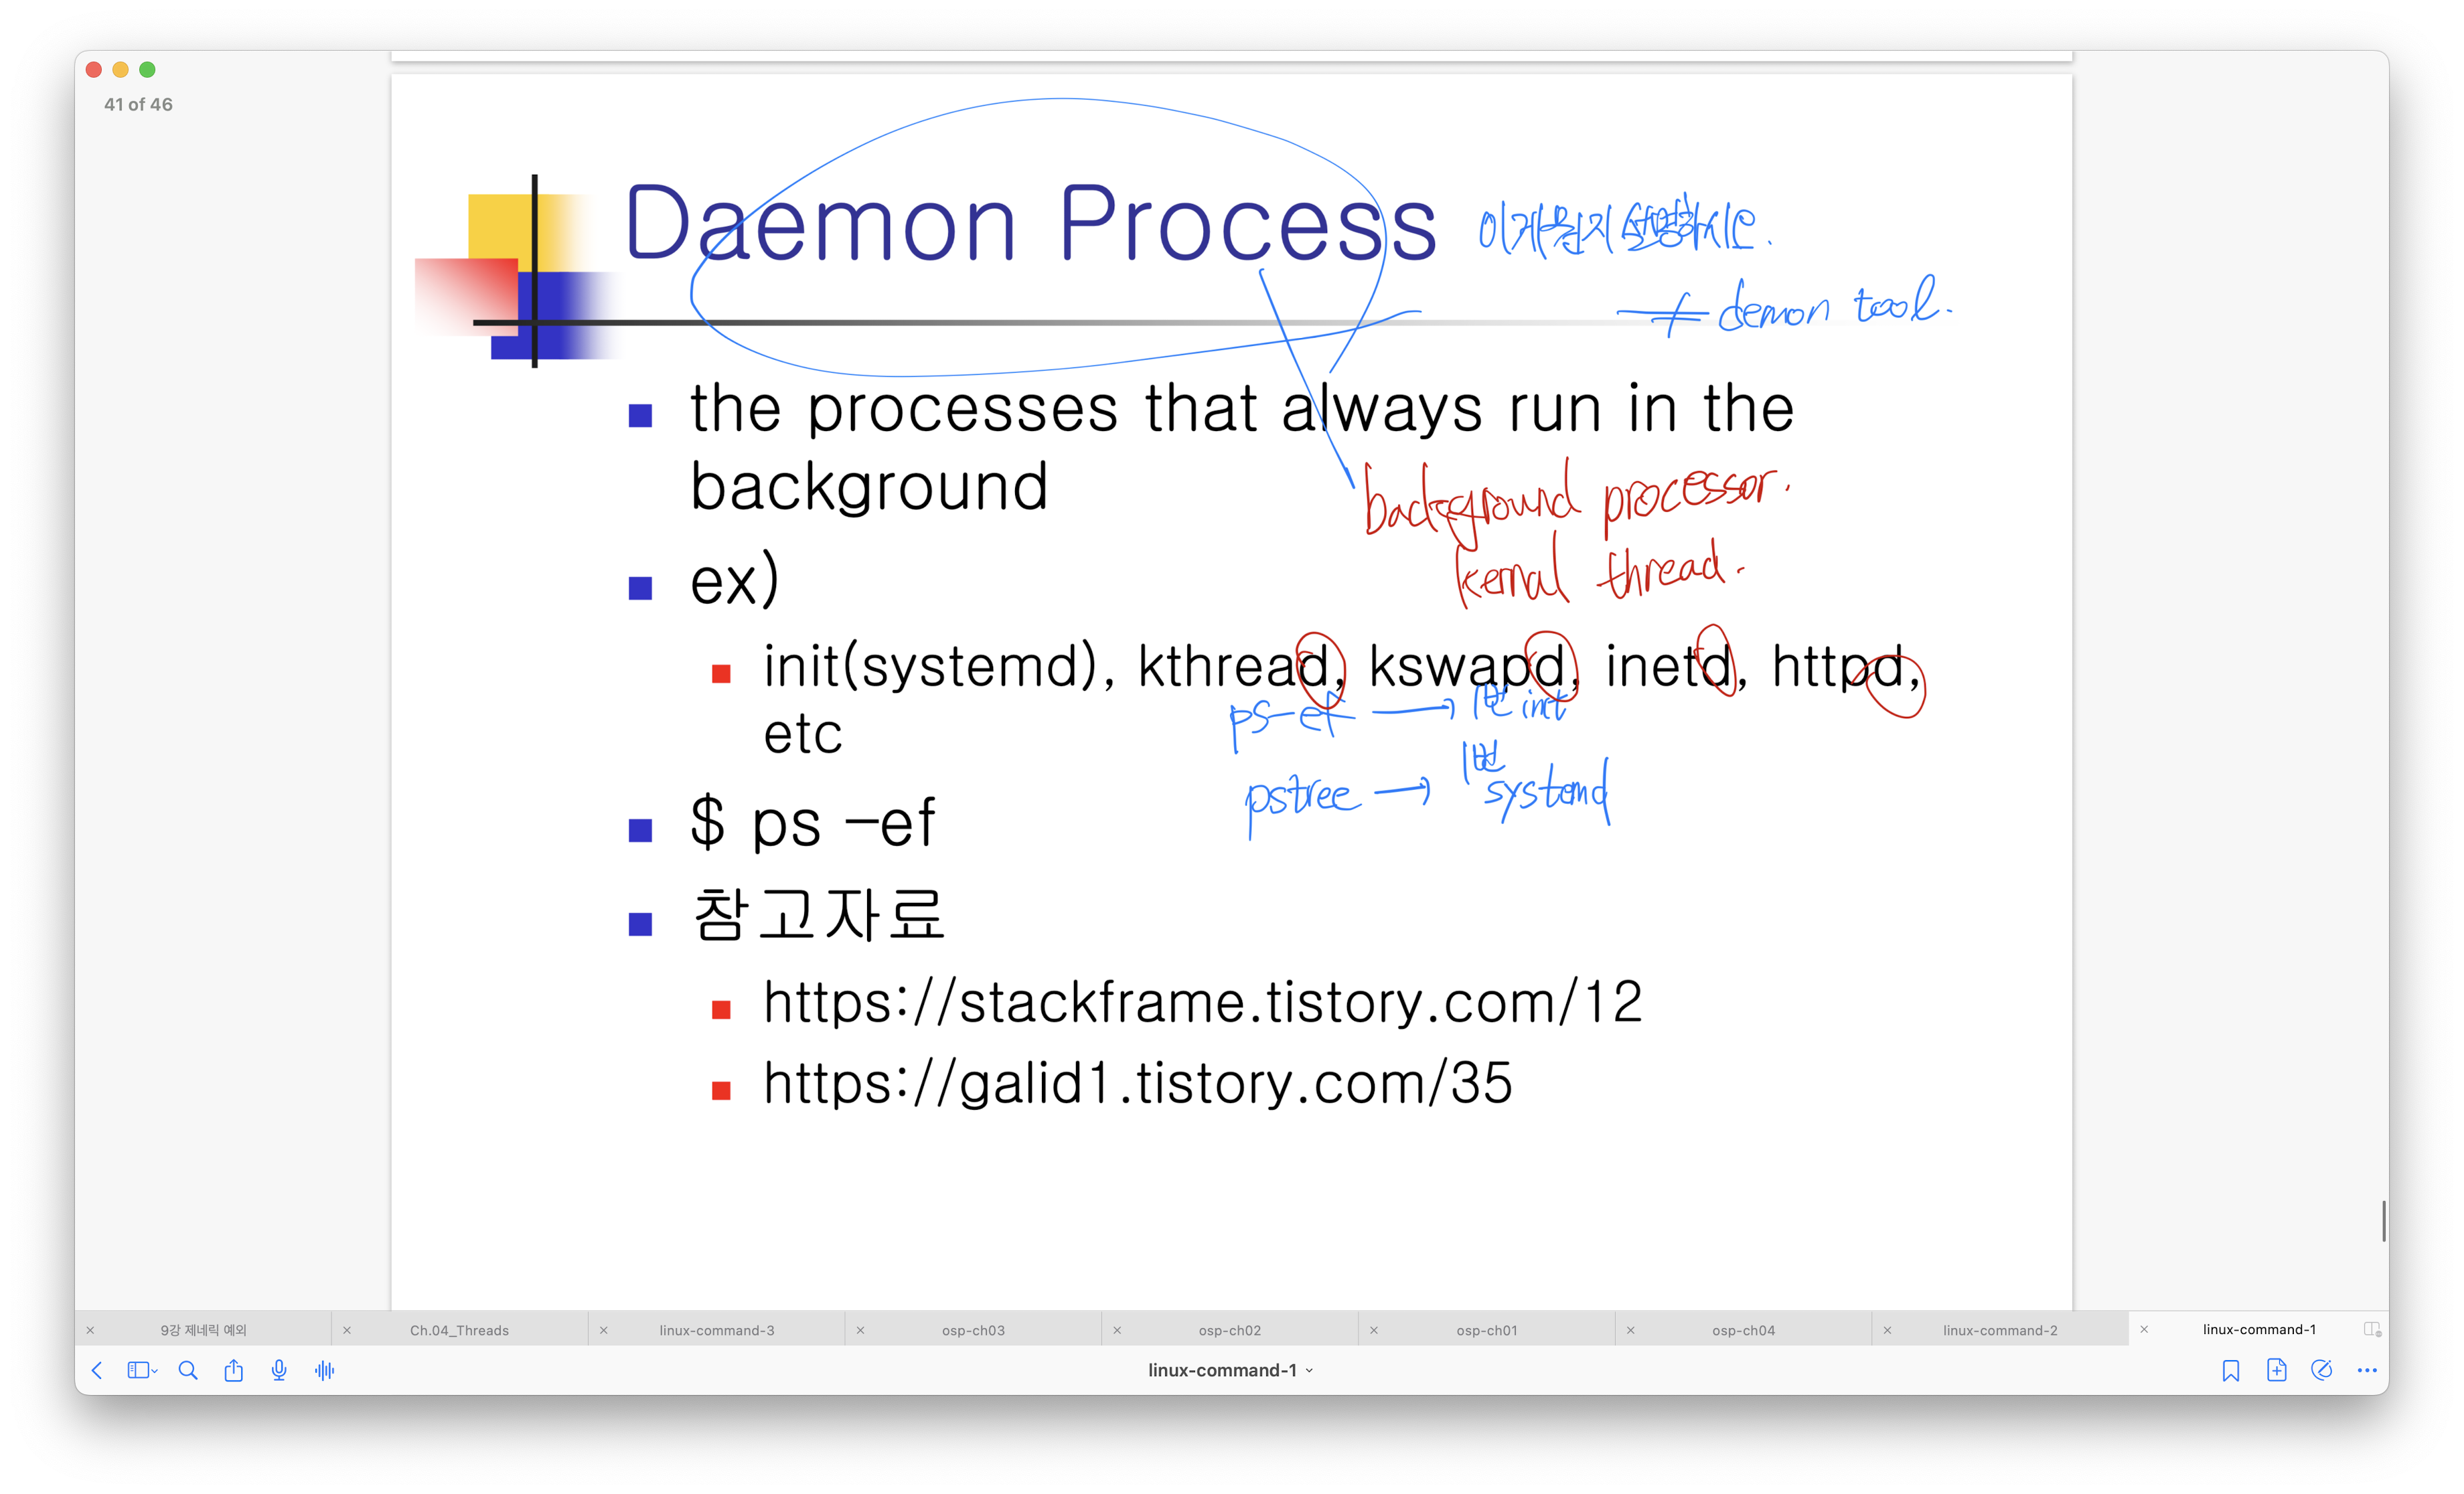 41 of 46
Daemon Process
이게 뭔지 설명하시오.
≠ demon tool.
the processes that always run in the
background
background processor.
kernal thread.
ex)
init(systemd), kthread, kswapd, inetd, httpd,
etc
ps-ef → 1번 init
pstree → 1번 systemd
$ ps –ef
참고자료
https://stackframe.tistory.com/12
https://galid1.tistory.com/35
9강 제네릭 예외
Ch.04_Threads
linux-command-3
osp-ch03
osp-ch02
osp-ch01
osp-ch04
linux-command-2
linux-command-1
linux-command-1